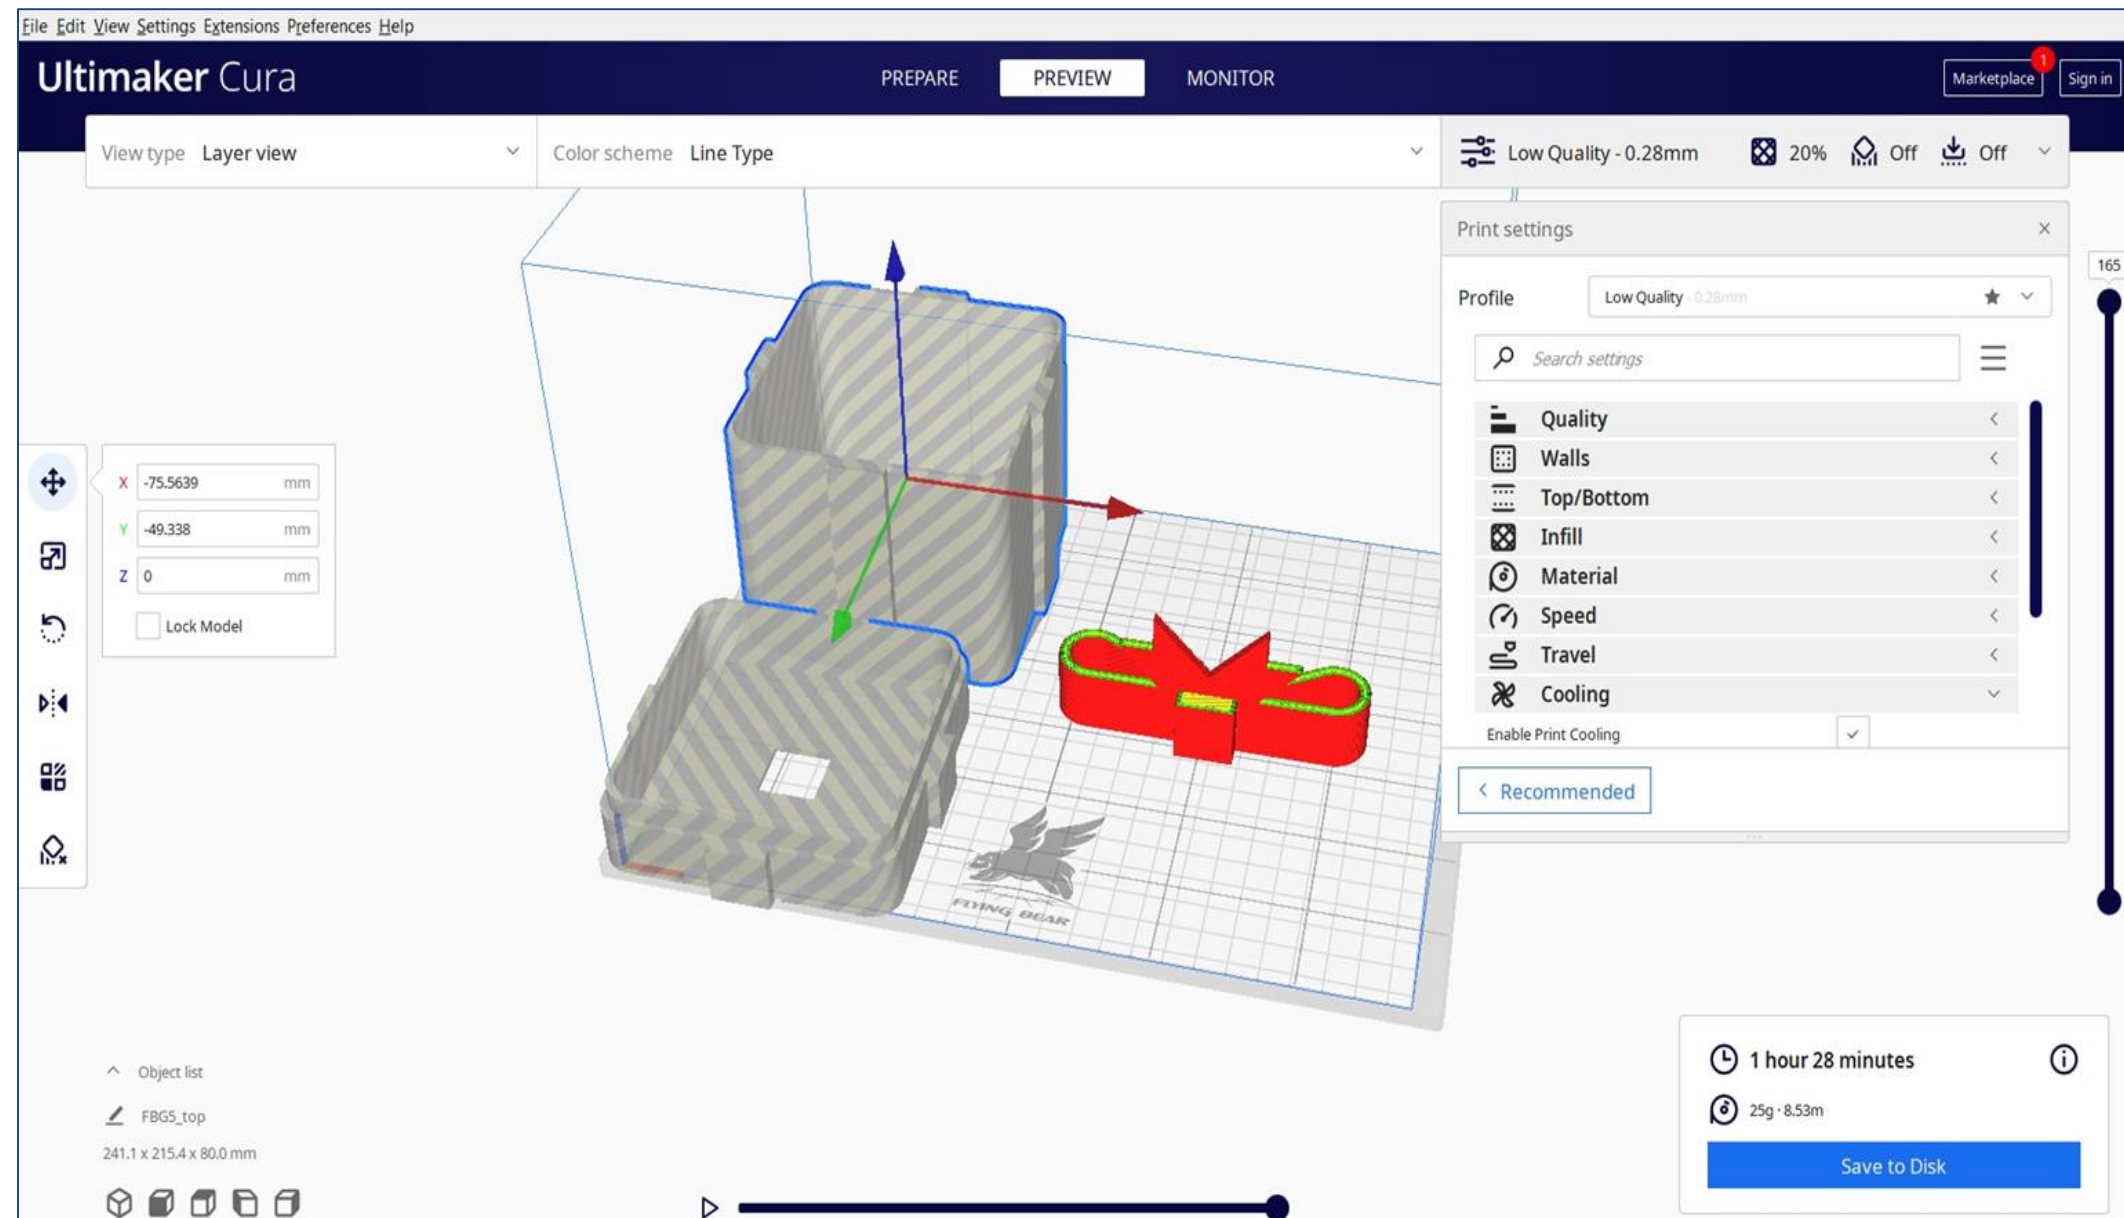 File Edit View Settings Extensions Preferences Help
Ultimaker Cura
PREPARE PREVIEW MONITOR
Marketplace 1 Sign in
View type Layer view
Color scheme Line Type
Low Quality - 0.28mm 20% Off Off
Print settings
165
Profile Low Quality - 0.28mm
Search settings
Quality
Walls
Top/Bottom
Infill
Material
Speed
Travel
Cooling
Enable Print Cooling
Recommended
X -75.5639 mm
Y -49.338 mm
Z 0 mm
Lock Model
FLYING BEAR
Object list
FBG5_top
241.1 x 215.4 x 80.0 mm
1 hour 28 minutes
25g · 8.53m
Save to Disk